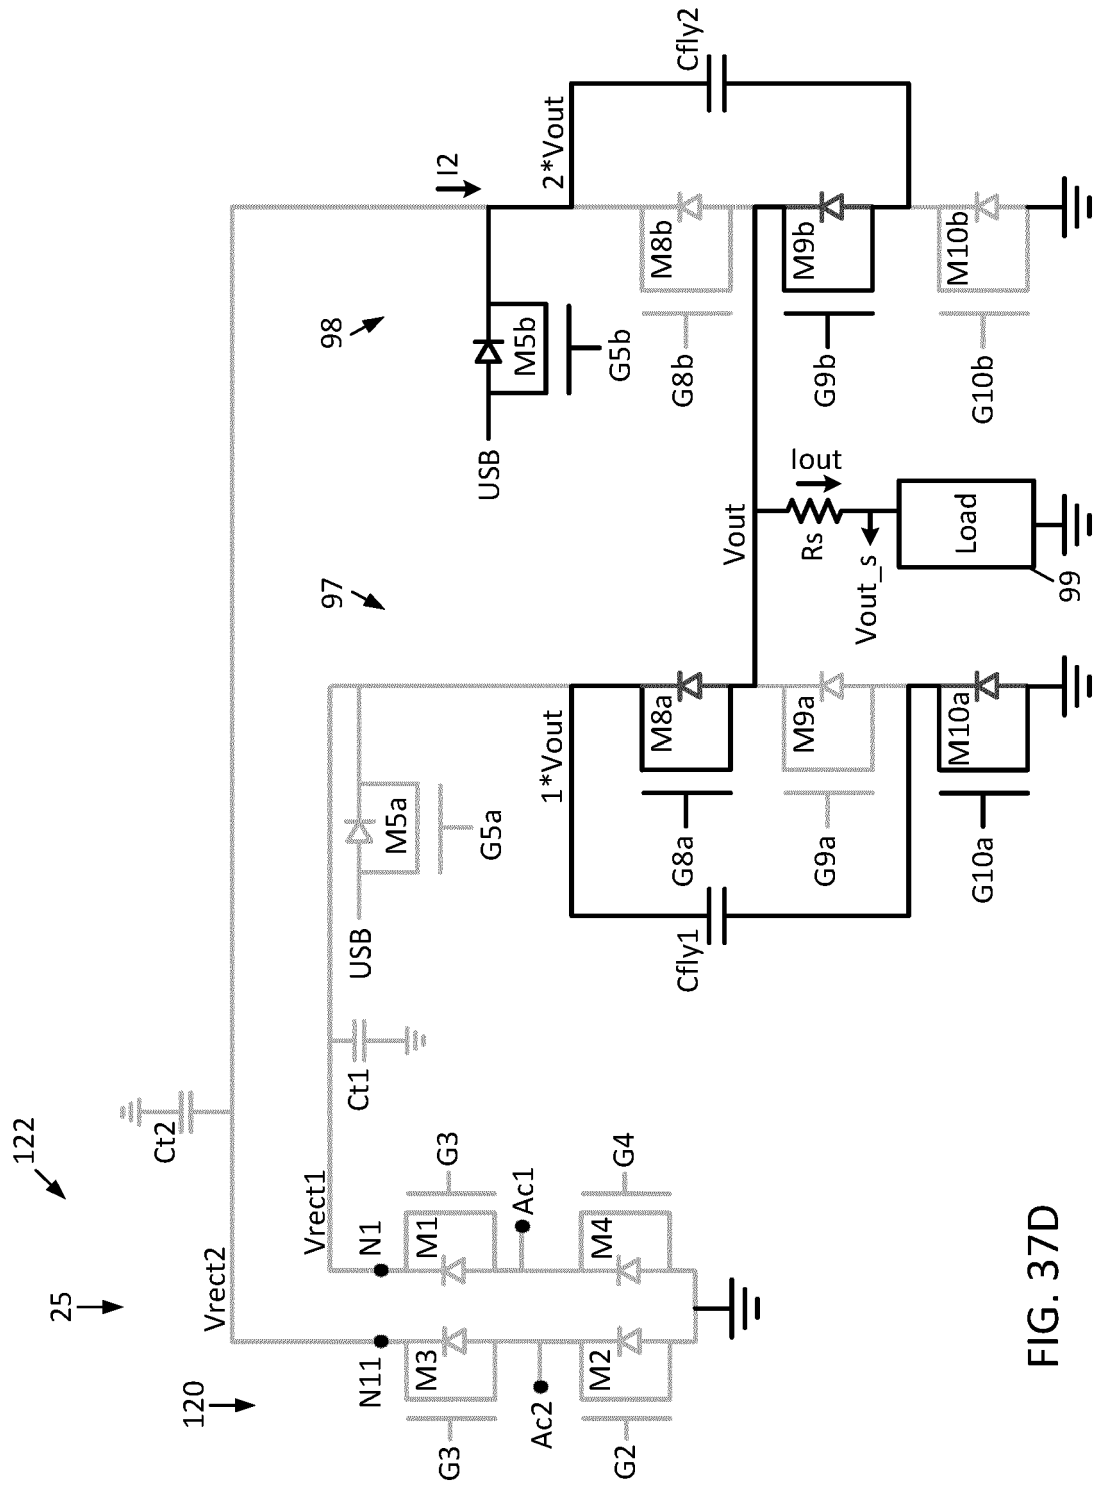 122
25
120
Vrect2
Ct2
98
I2
2*Vout
Cfly2
USB
M5b
G5b
M8b
G8b
M9b
G9b
M10b
G10b
97
Vrect1
Ct1
USB
M5a
G5a
1*Vout
Vout
Cfly1
M8a
G8a
M9a
G9a
M10a
G10a
Iout
Rs
Vout_s
Load
99
N11
N1
M3
G3
M1
G3
Ac2
Ac1
M2
G2
M4
G4
FIG. 37D